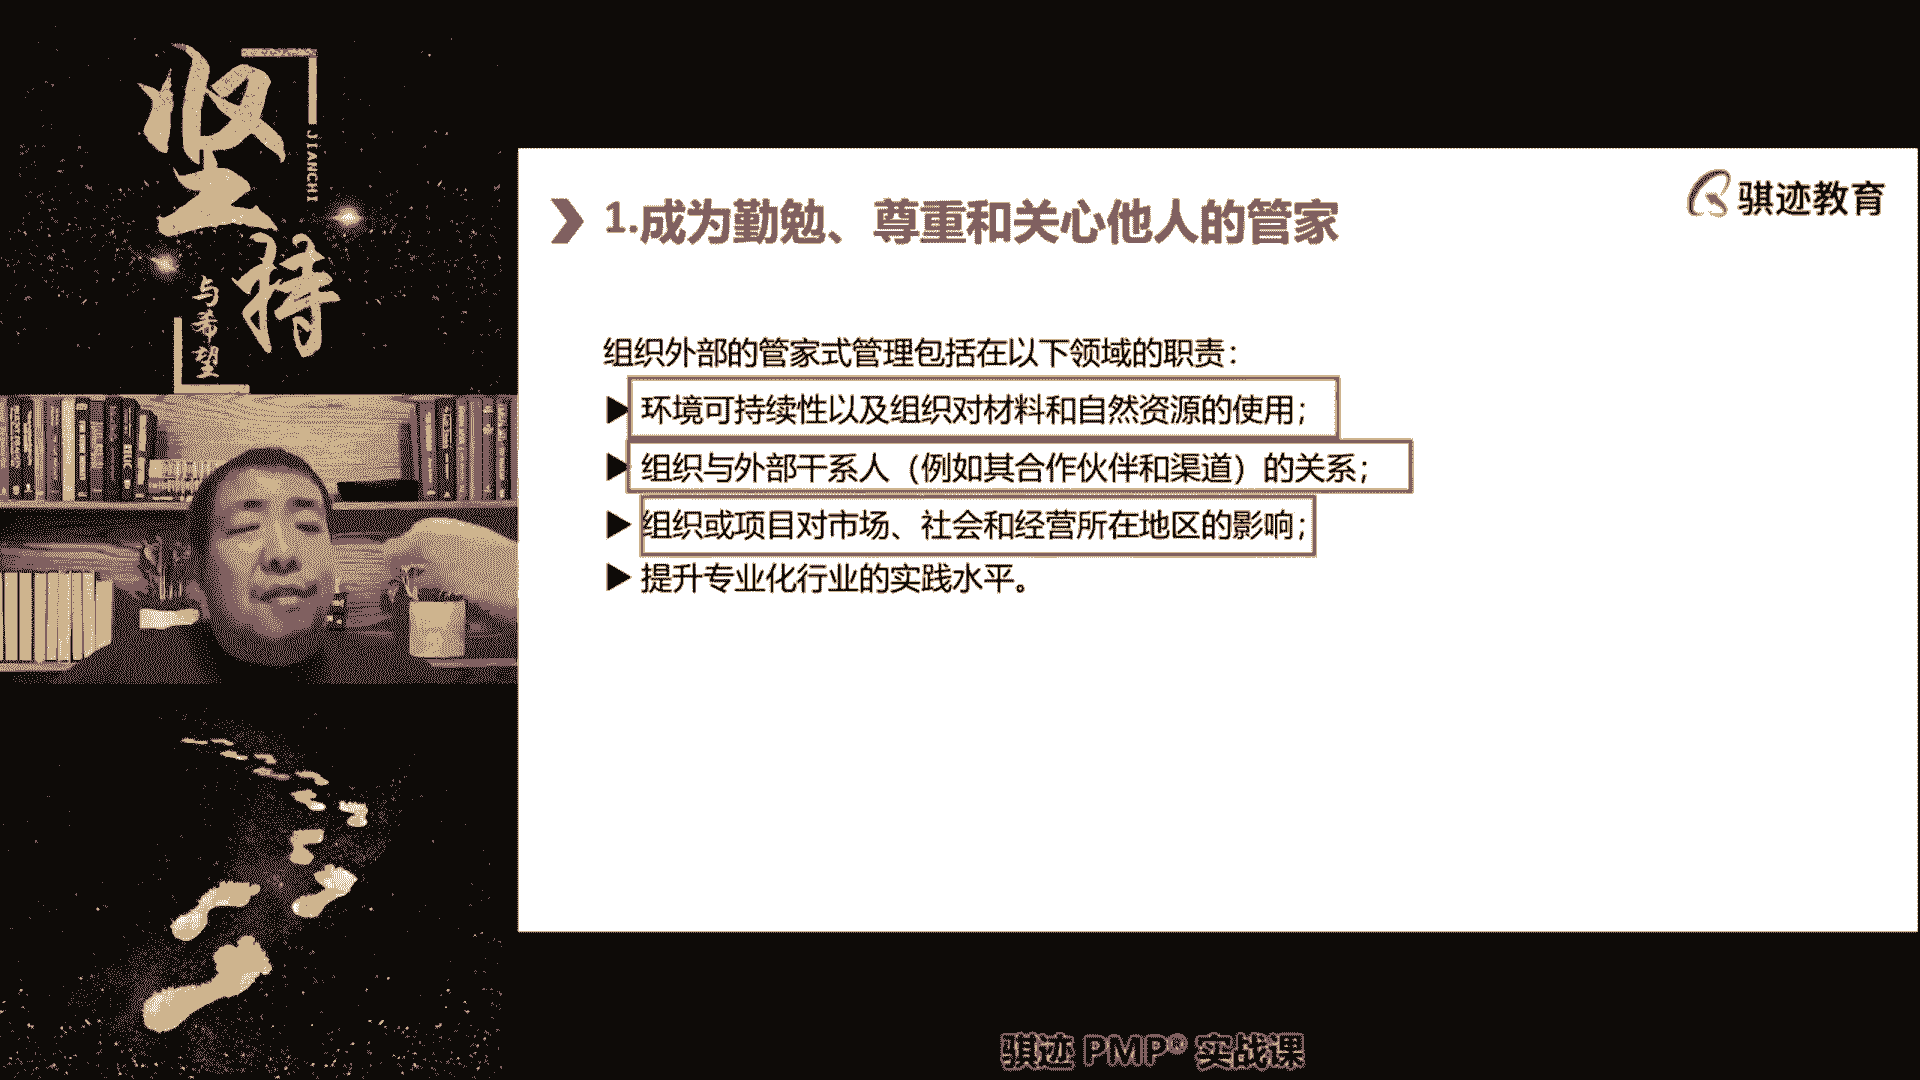 坚持
JIANCHI
与希望
骐迹教育
1.成为勤勉、尊重和关心他人的管家
组织外部的管家式管理包括在以下领域的职责：
▶环境可持续性以及组织对材料和自然资源的使用；
▶组织与外部干系人（例如其合作伙伴和渠道）的关系；
▶组织或项目对市场、社会和经营所在地区的影响；
▶提升专业化行业的实践水平。
骐迹 PMP® 实战课